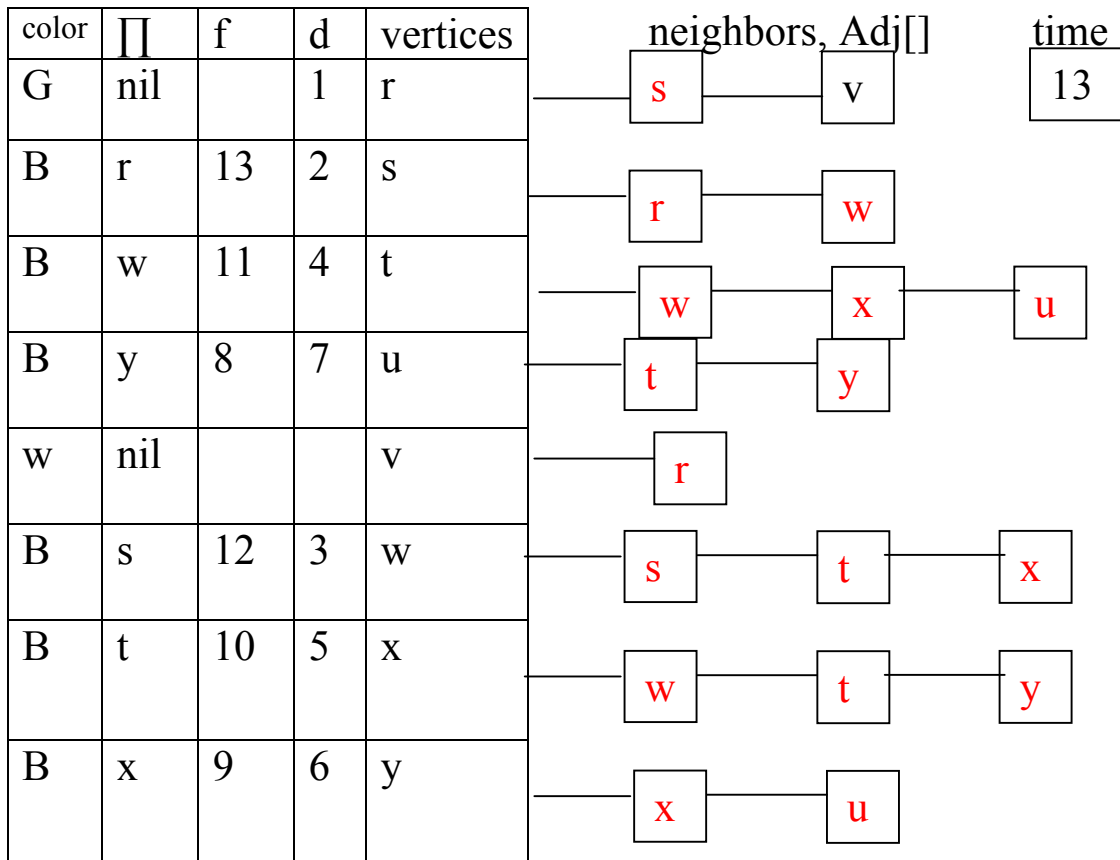 color ∏ f d vertices neighbors, Adj[] time
G nil 1 r s v 13
B r 13 2 s r w
B w 11 4 t w x u
B y 8 7 u t y
w nil v r
B s 12 3 w s t x
B t 10 5 x w t y
B x 9 6 y x u